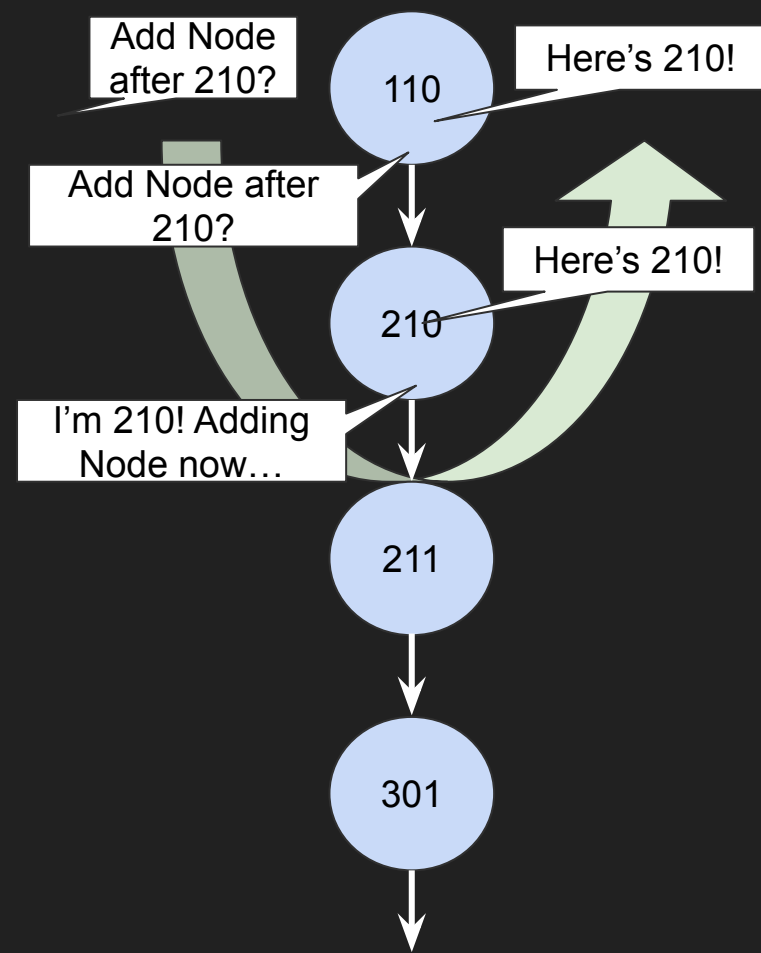 Add Node
after 210?
110
Here’s 210!
Add Node after
210?
210
Here’s 210!
I’m 210! Adding
Node now…
211
301